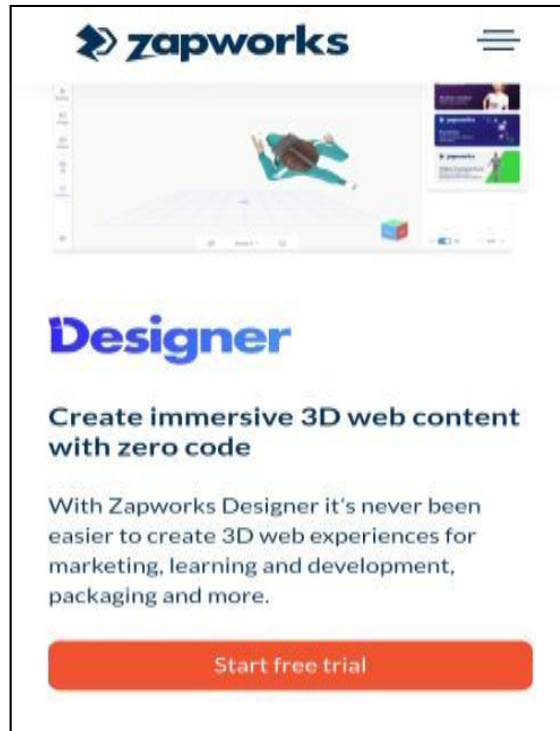 zapworks
Designer
Create immersive 3D web content
with zero code
With Zapworks Designer it's never been
easier to create 3D web experiences for
marketing, learning and development,
packaging and more.
Start free trial